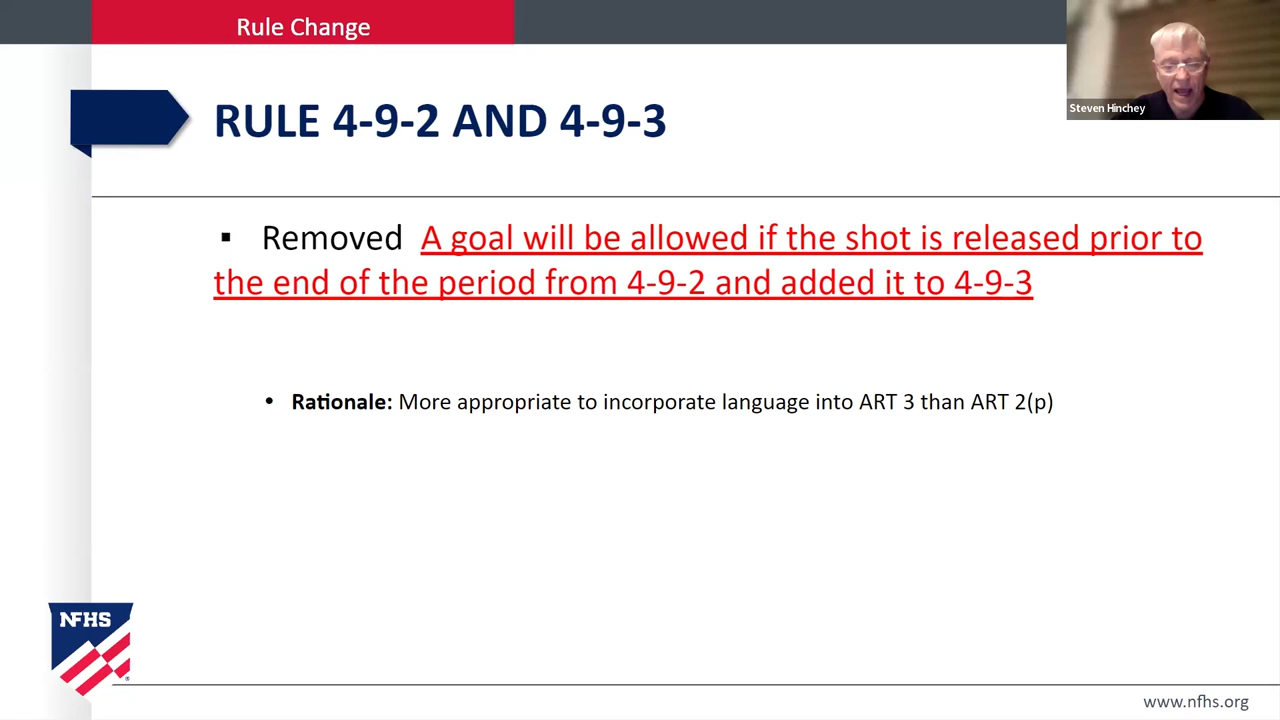 Rule Change
Steven Hinchey
RULE 4-9-2 AND 4-9-3
▪ Removed A goal will be allowed if the shot is released prior to
the end of the period from 4-9-2 and added it to 4-9-3
• Rationale: More appropriate to incorporate language into ART 3 than ART 2(p)
NFHS
www.nfhs.org